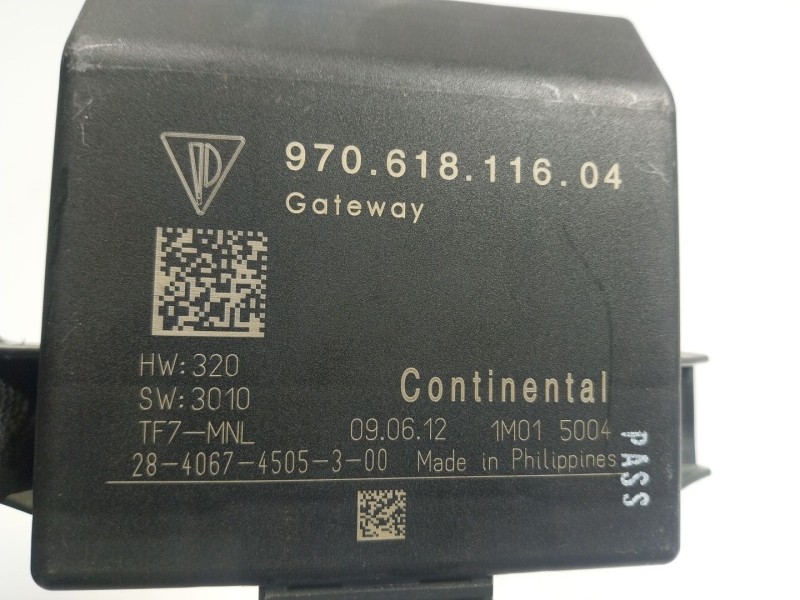 970.618.116.04
Gateway
HW:320
SW:3010
Continental
TF7-MNL 09.06.12 1M01 5004
28-4067-4505-3-00 Made in Philippines
PASS